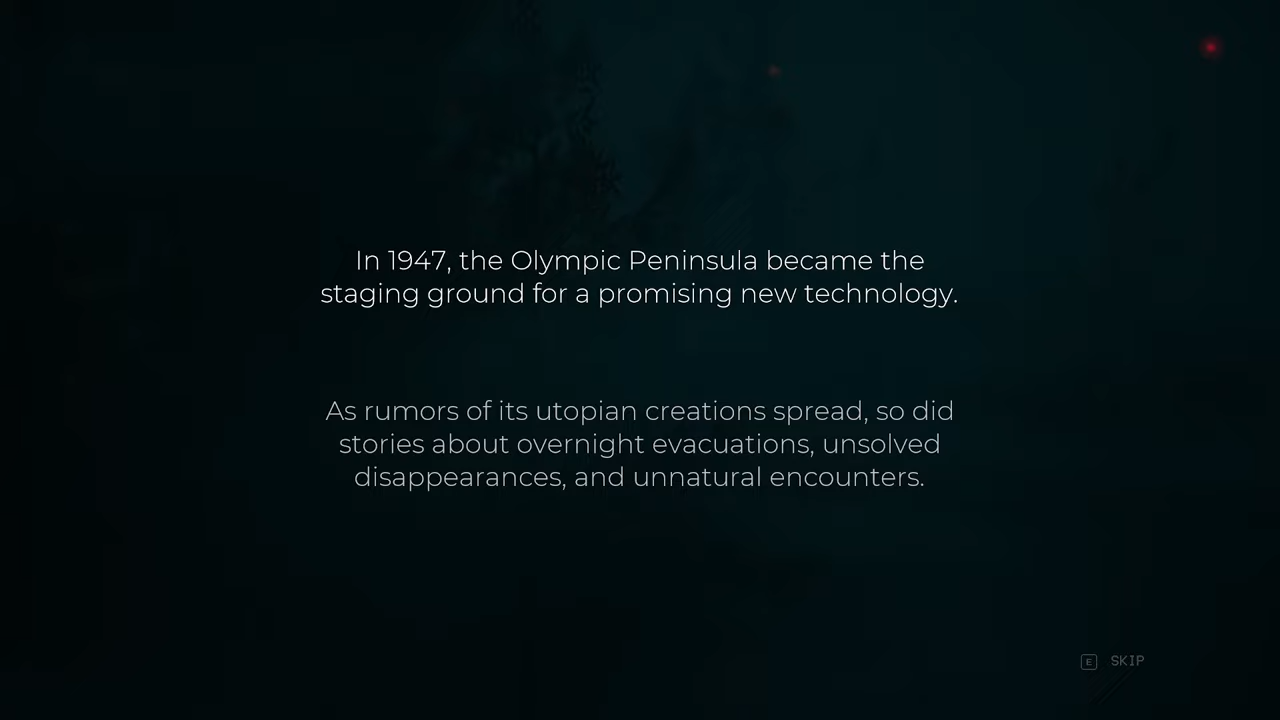 In 1947, the Olympic Peninsula became the
staging ground for a promising new technology.
As rumors of its utopian creations spread, so did
stories about overnight evacuations, unsolved
disappearances, and unnatural encounters.
E SKIP